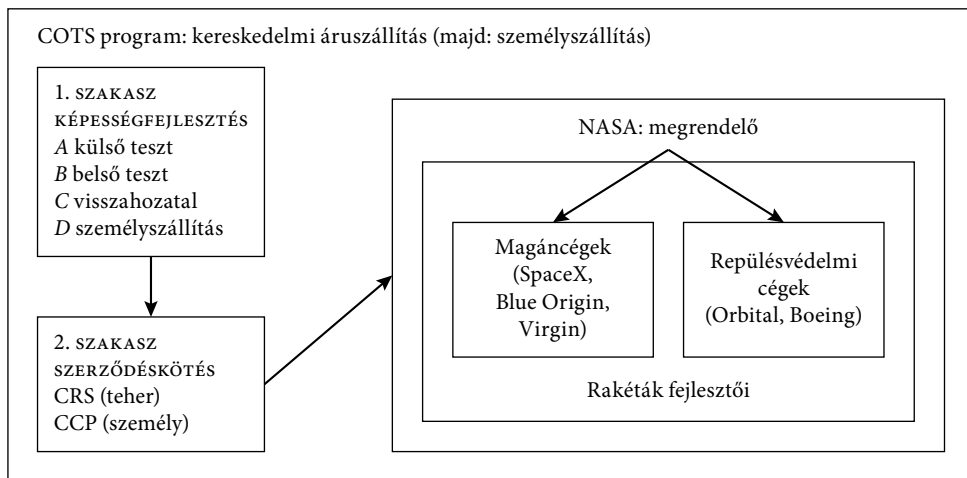 COTS program: kereskedelmi áruszállítás (majd: személyszállítás)
1. SZAKASZ
KÉPESSÉGFEJLESZTÉS
A külső teszt
B belső teszt
C visszahozatal
D személyszállítás
2. SZAKASZ
SZERZŐDÉSKÖTÉS
CRS (teher)
CCP (személy)
NASA: megrendelő
Magáncégek
(SpaceX,
Blue Origin,
Virgin)
Repülésvédelmi
cégek
(Orbital, Boeing)
Rakéták fejlesztői